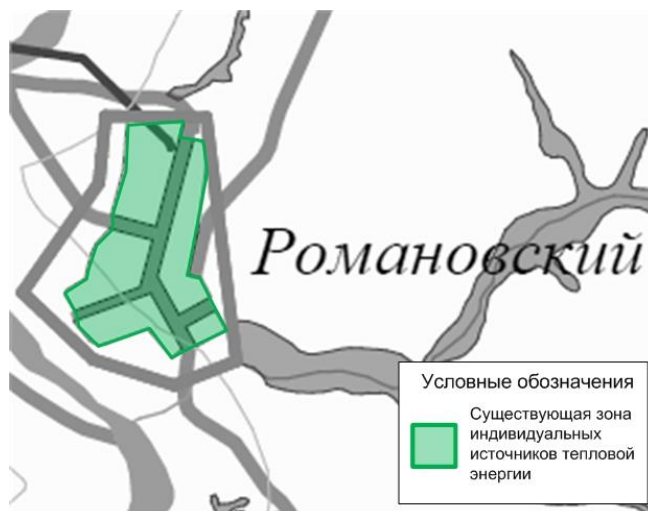 Романовский
Условные обозначения
Существующая зона
индивидуальных
источников тепловой
энергии